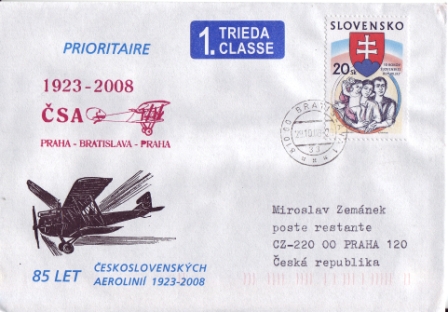 PRIORITAIRE
1. TRIEDA
CLASSE
SLOVENSKO
20 Sk
1923-2008
ČSA
PRAHA - BRATISLAVA - PRAHA
Miroslav Zemánek
poste restante
CZ-220 00 PRAHA 120
Česká republika
85 LET ČESKOSLOVENSKÝCH
AEROLINIÍ 1923-2008